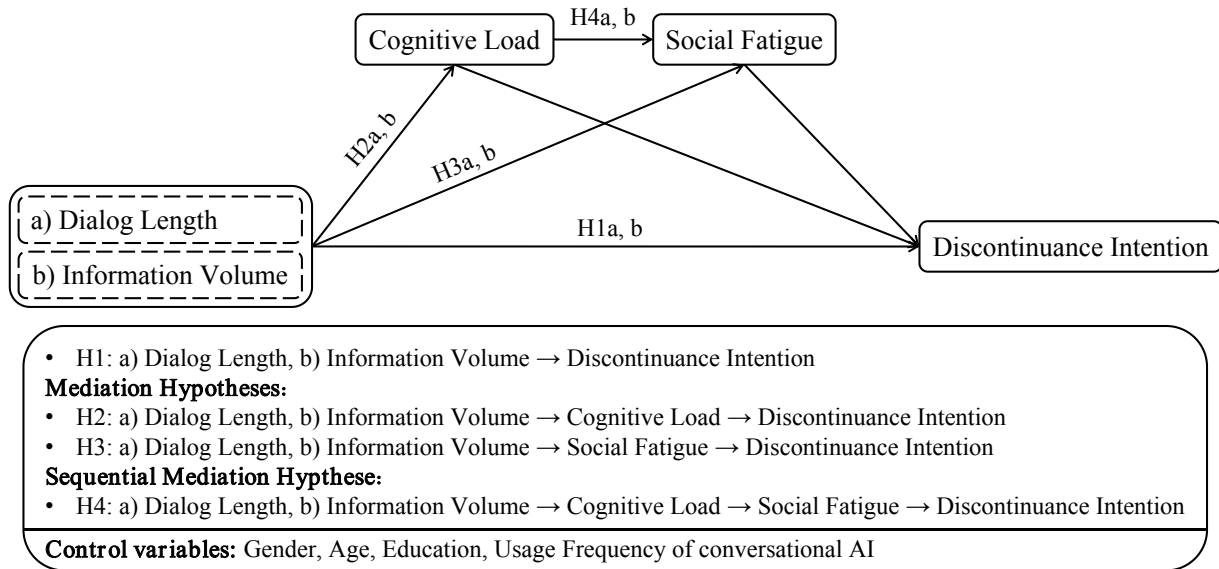 H4a, b
Cognitive Load
Social Fatigue
H2a, b
H3a, b
a) Dialog Length
H1a, b
b) Information Volume
Discontinuance Intention
• H1: a) Dialog Length, b) Information Volume → Discontinuance Intention
Mediation Hypotheses:
• H2: a) Dialog Length, b) Information Volume → Cognitive Load → Discontinuance Intention
• H3: a) Dialog Length, b) Information Volume → Social Fatigue → Discontinuance Intention
Sequential Mediation Hypthese:
• H4: a) Dialog Length, b) Information Volume → Cognitive Load → Social Fatigue → Discontinuance Intention
Control variables: Gender, Age, Education, Usage Frequency of conversational AI